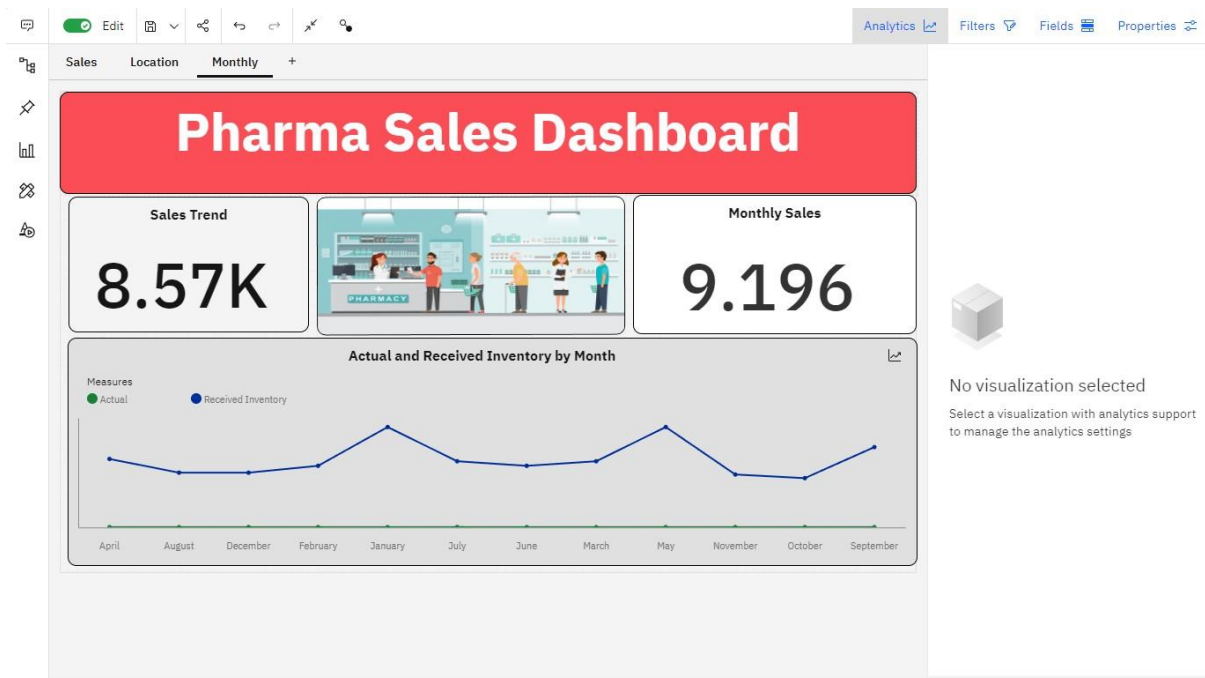 Edit
Analytics Filters Fields Properties
Sales Location Monthly +
Pharma Sales Dashboard
Sales Trend
8.57K
PHARMACY
Monthly Sales
9.196
Actual and Received Inventory by Month
Measures
Actual Received Inventory
April August December February January July June March May November October September
No visualization selected
Select a visualization with analytics support
to manage the analytics settings